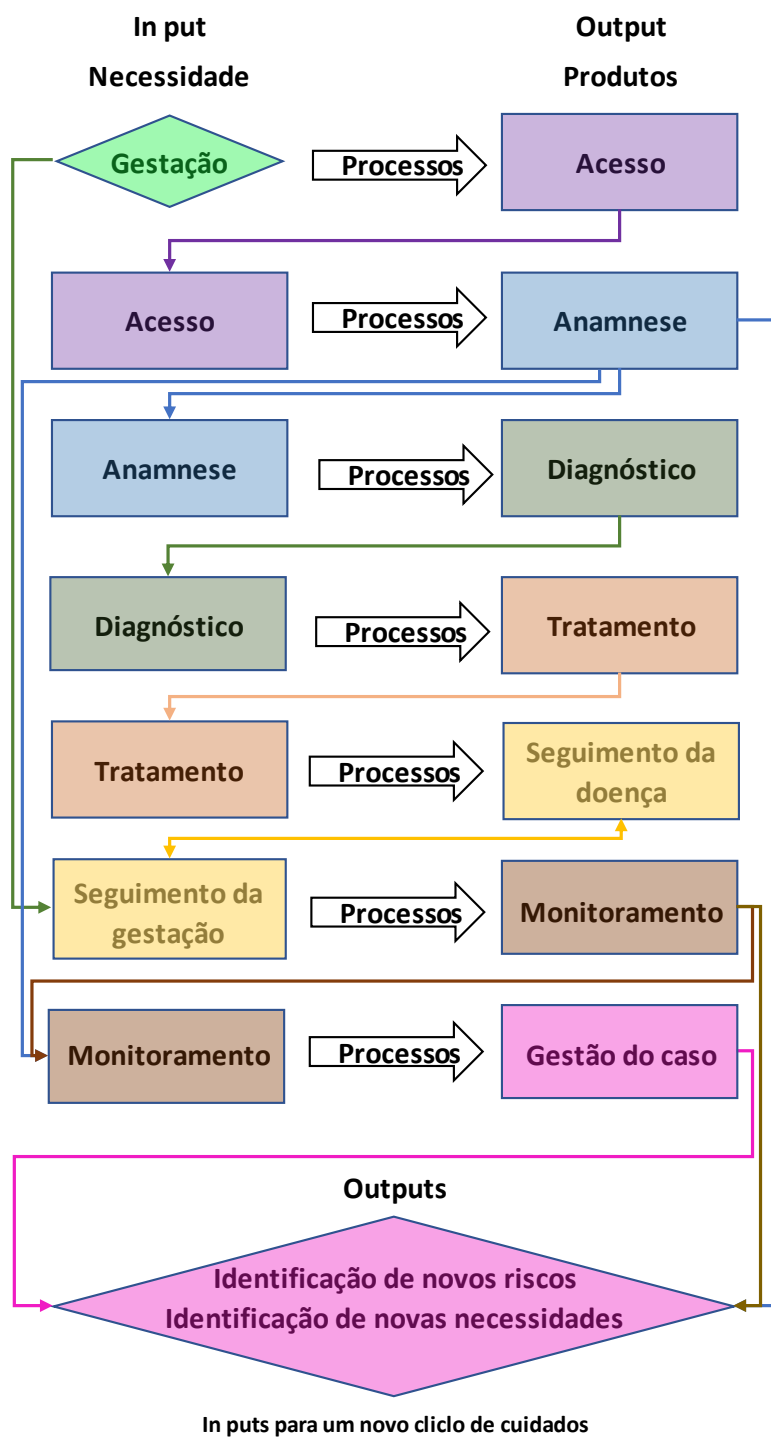 In put
Necessidade
Output
Produtos
Gestação
Processos
Acesso
Acesso
Processos
Anamnese
Anamnese
Processos
Diagnóstico
Diagnóstico
Processos
Tratamento
Tratamento
Processos
Seguimento da
doença
Seguimento da
gestação
Processos
Monitoramento
Monitoramento
Processos
Gestão do caso
Outputs
Identificação de novos riscos
Identificação de novas necessidades
In puts para um novo cliclo de cuidados